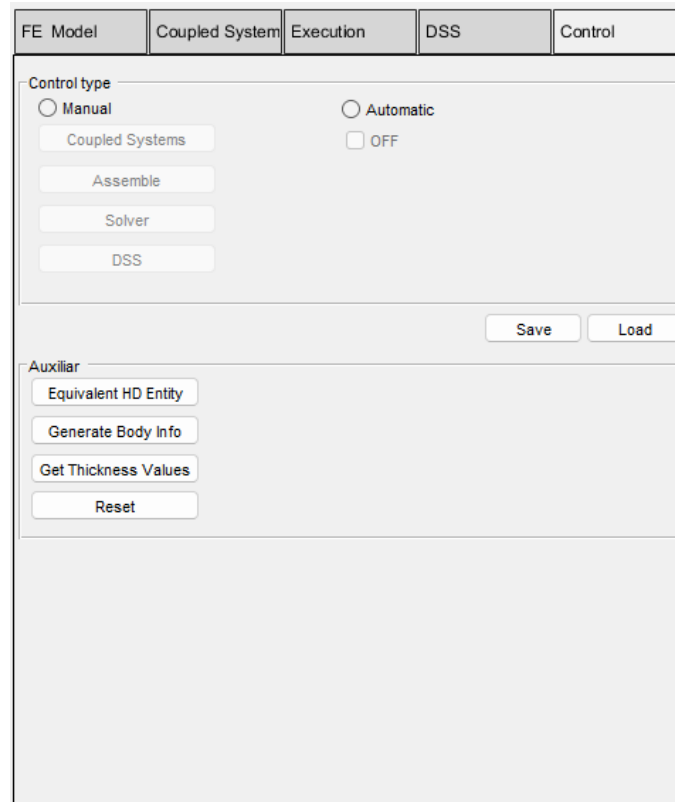 FE Model Coupled System Execution DSS Control
Control type
Manual Automatic
Coupled Systems OFF
Assemble
Solver
DSS
Save Load
Auxiliar
Equivalent HD Entity
Generate Body Info
Get Thickness Values
Reset